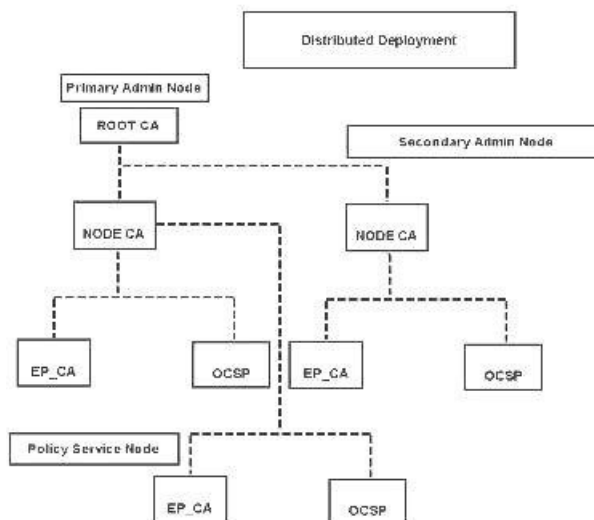 Distributed Deployment
Primary Admin Node
ROOT CA
Secondary Admin Node
NODE CA
NODE CA
EP_CA
OCSP
EP_CA
OCSP
Policy Service Node
EP_CA
OCSP